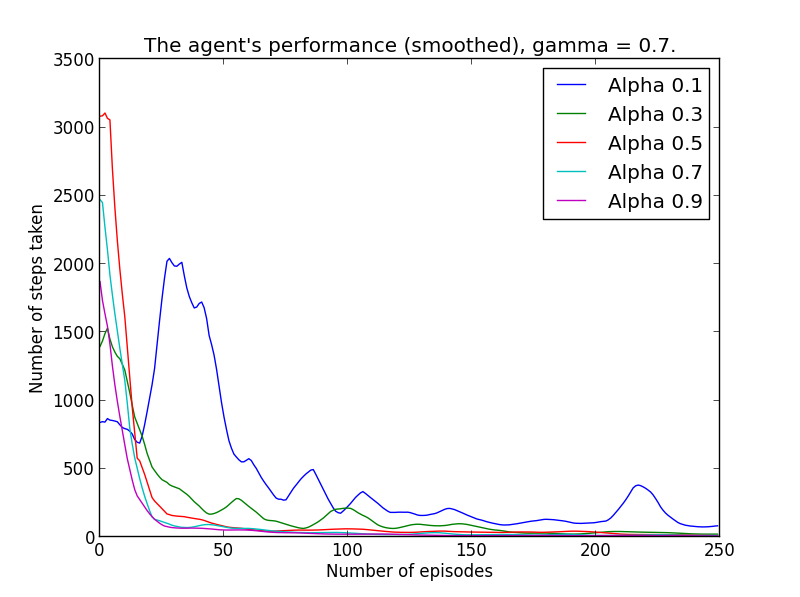 The agent's performance (smoothed), gamma = 0.7.
3500
3000
2500
2000
1500
1000
500
0
Number of steps taken
Alpha 0.1
Alpha 0.3
Alpha 0.5
Alpha 0.7
Alpha 0.9
0 50 100 150 200 250
Number of episodes